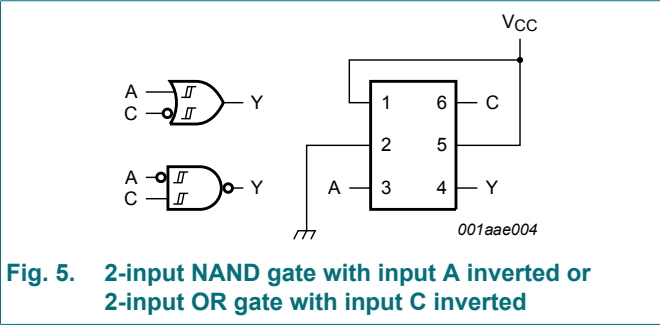 VCC
A
C
Y
A
C
Y
1 6 C
2 5
A 3 4 Y
001aae004
Fig. 5. 2-input NAND gate with input A inverted or
2-input OR gate with input C inverted